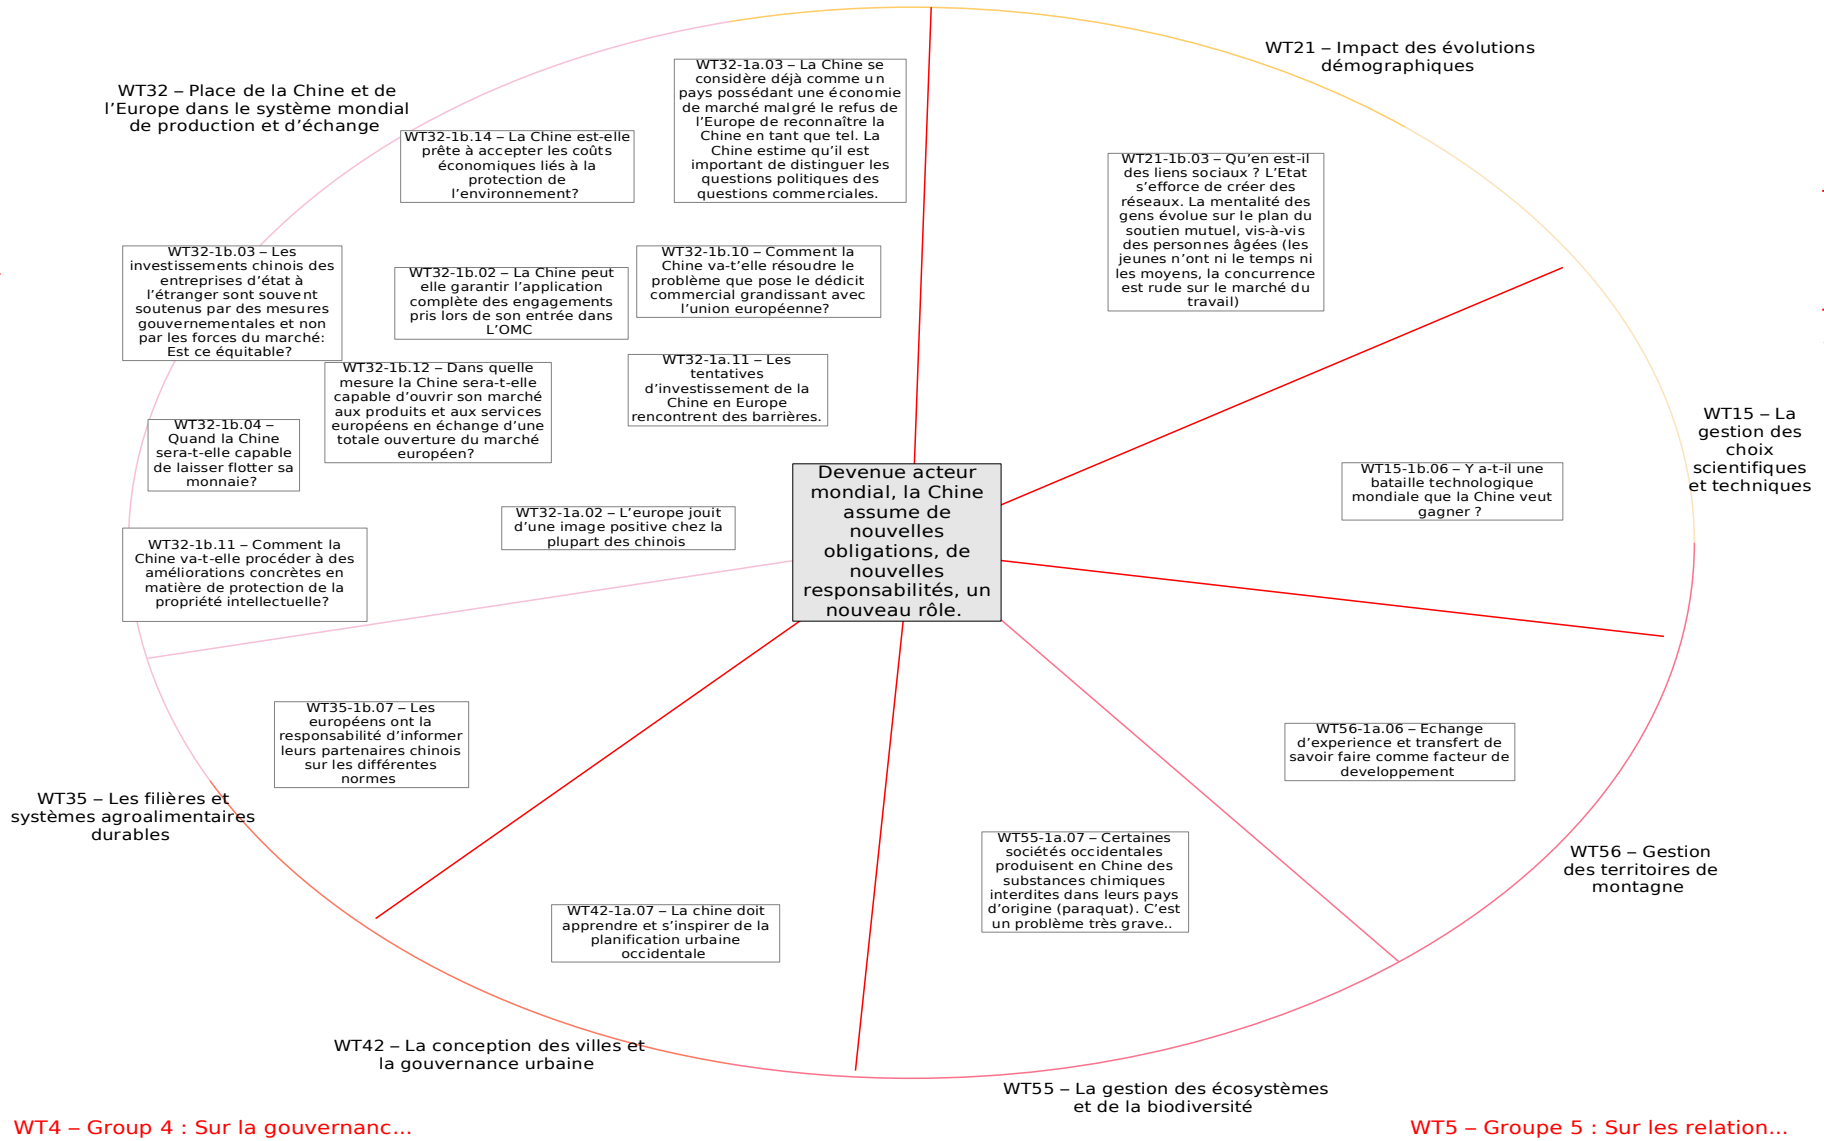 WT21 – Impact des évolutions
démographiques
WT32 – Place de la Chine et de
l’Europe dans le système mondial
de production et d’échange
WT32-1a.03 – La Chine se
considère déjà comme un
pays possédant une économie
de marché malgré le refus de
l’Europe de reconnaître la
Chine en tant que tel. La
Chine estime qu’il est
important de distinguer les
questions politiques des
questions commerciales.
WT32-1b.14 – La Chine est-elle
prête à accepter les coûts
économiques liés à la
protection de
l’environnement?
WT21-1b.03 – Qu’en est-il
des liens sociaux ? L’Etat
s’efforce de créer des
réseaux. La mentalité des
gens évolue sur le plan du
soutien mutuel, vis-à-vis
des personnes âgées (les
jeunes n’ont ni le temps ni
les moyens, la concurrence
est rude sur le marché du
travail)
WT32-1b.03 – Les
investissements chinois des
entreprises d’état à
l’étranger sont souvent
soutenus par des mesures
gouvernementales et non
par les forces du marché:
Est ce équitable?
WT32-1b.02 – La Chine peut
elle garantir l’application
complète des engagements
pris lors de son entrée dans
L’OMC
WT32-1b.10 – Comment la
Chine va-t’elle résoudre le
problème que pose le dédicit
commercial grandissant avec
l’union européenne?
WT32-1b.12 – Dans quelle
mesure la Chine sera-t-elle
capable d’ouvrir son marché
aux produits et aux services
européens en échange d’une
totale ouverture du marché
européen?
WT32-1a.11 – Les
tentatives
d’investissement de la
Chine en Europe
rencontrent des barrières.
WT32-1b.04 –
Quand la Chine
sera-t-elle capable
de laisser flotter sa
monnaie?
WT15 – La
gestion des
choix
scientifiques
et techniques
Devenue acteur
mondial, la Chine
assume de
nouvelles
obligations, de
nouvelles
responsabilités, un
nouveau rôle.
WT15-1b.06 – Y a-t-il une
bataille technologique
mondiale que la Chine veut
gagner ?
WT32-1a.02 – L’europe jouit
d’une image positive chez la
plupart des chinois
WT32-1b.11 – Comment la
Chine va-t-elle procéder à des
améliorations concrètes en
matière de protection de la
propriété intellectuelle?
WT35-1b.07 – Les
européens ont la
responsabilité d’informer
leurs partenaires chinois
sur les différentes
normes
WT56-1a.06 – Echange
d’experience et transfert de
savoir faire comme facteur de
developpement
WT35 – Les filières et
systèmes agroalimentaires
durables
WT55-1a.07 – Certaines
sociétés occidentales
produisent en Chine des
substances chimiques
interdites dans leurs pays
d’origine (paraquat). C’est
un problème très grave..
WT56 – Gestion
des territoires de
montagne
WT42-1a.07 – La chine doit
apprendre et s’inspirer de la
planification urbaine
occidentale
WT42 – La conception des villes et
la gouvernance urbaine
WT55 – La gestion des écosystèmes
et de la biodiversité
WT4 – Group 4 : Sur la gouvernanc...
WT5 – Groupe 5 : Sur les relation...